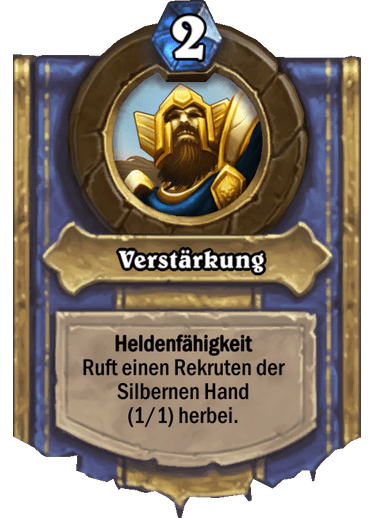 2
Verstärkung
Heldenfähigkeit
Ruft einen Rekruten der
Silbernen Hand
(1/1) herbei.